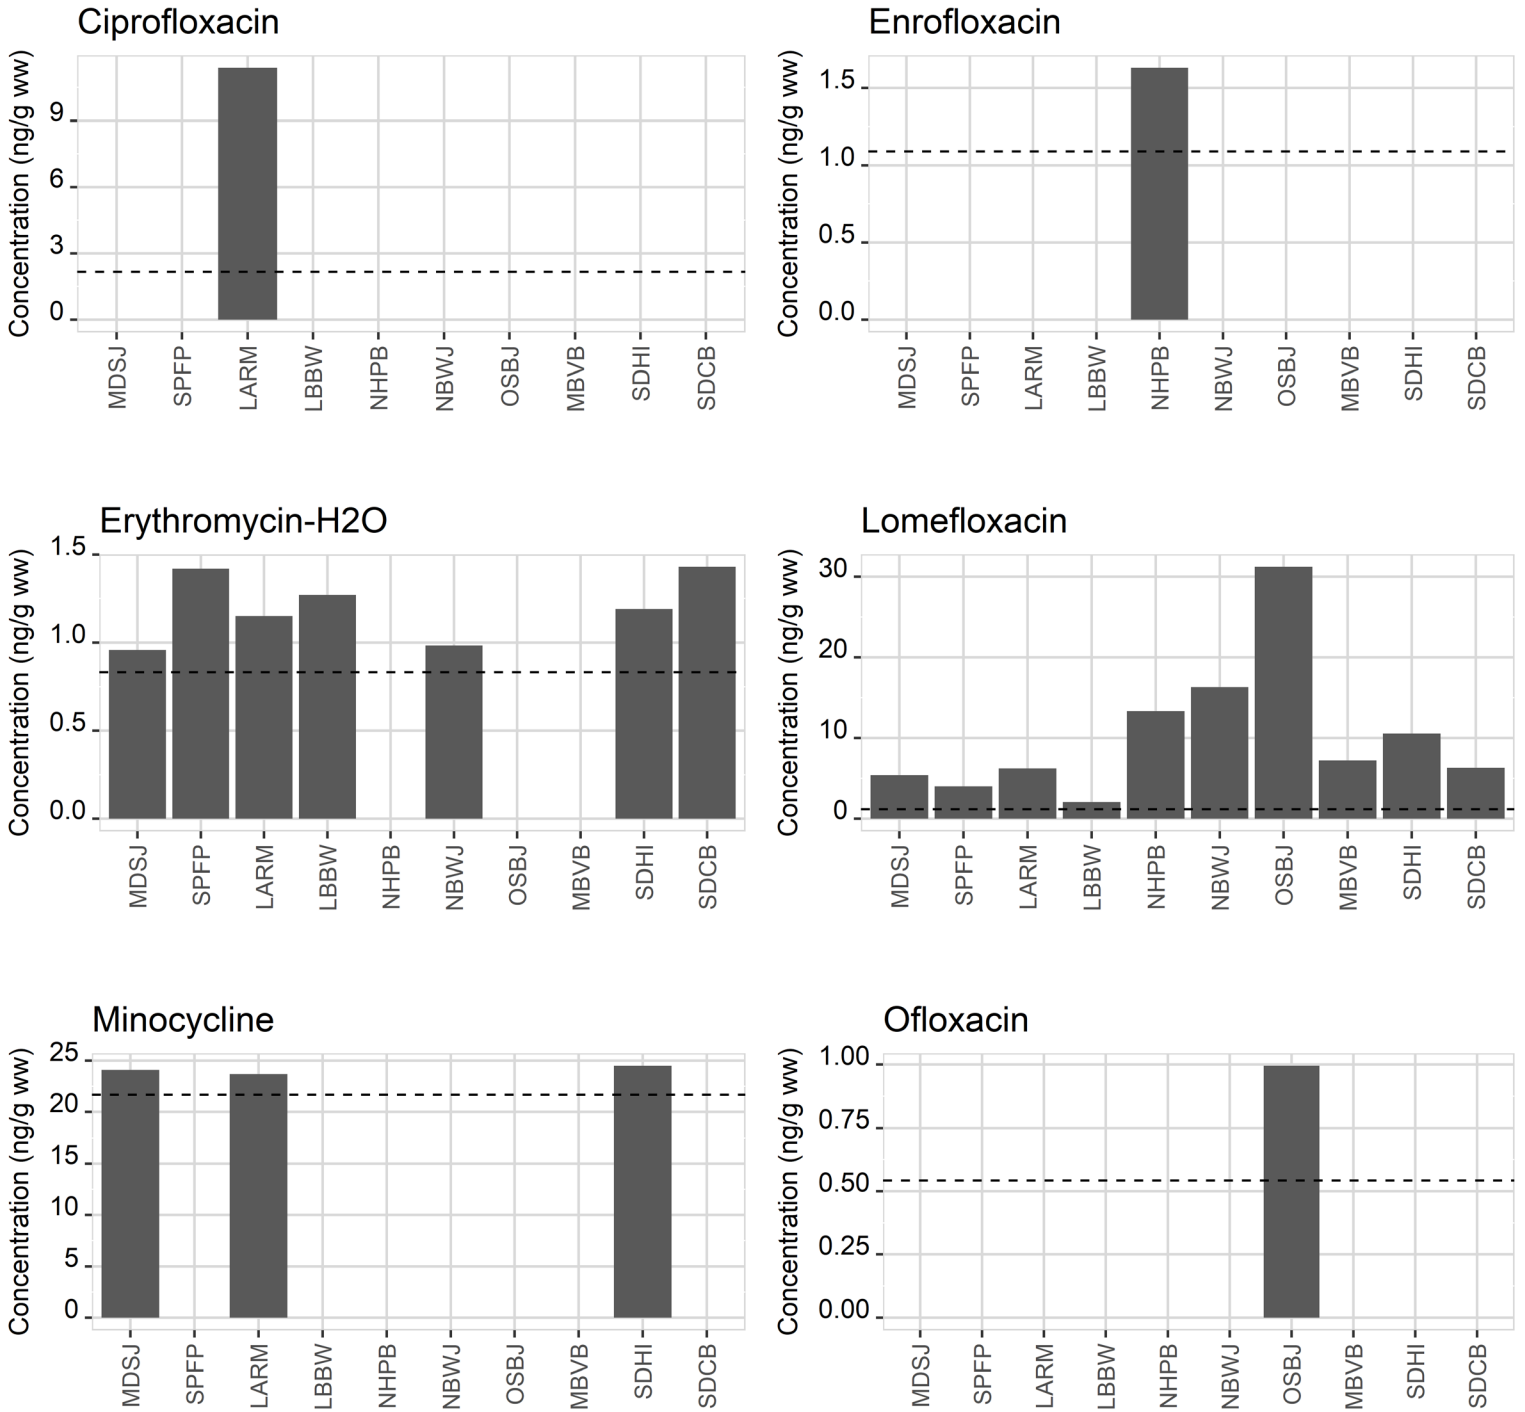 Ciprofloxacin
Concentration (ng/g ww)
9
6
3
0
MDSJ
SPFP
LARM
LBBW
NHPB
NBWJ
OSBJ
MBVB
SDHI
SDCB
Enrofloxacin
Concentration (ng/g ww)
1.5
1.0
0.5
0.0
MDSJ
SPFP
LARM
LBBW
NHPB
NBWJ
OSBJ
MBVB
SDHI
SDCB
Erythromycin-H2O
Concentration (ng/g ww)
1.5
1.0
0.5
0.0
MDSJ
SPFP
LARM
LBBW
NHPB
NBWJ
OSBJ
MBVB
SDHI
SDCB
Lomefloxacin
Concentration (ng/g ww)
30
20
10
0
MDSJ
SPFP
LARM
LBBW
NHPB
NBWJ
OSBJ
MBVB
SDHI
SDCB
Minocycline
Concentration (ng/g ww)
25
20
15
10
5
0
MDSJ
SPFP
LARM
LBBW
NHPB
NBWJ
OSBJ
MBVB
SDHI
SDCB
Ofloxacin
Concentration (ng/g ww)
1.00
0.75
0.50
0.25
0.00
MDSJ
SPFP
LARM
LBBW
NHPB
NBWJ
OSBJ
MBVB
SDHI
SDCB